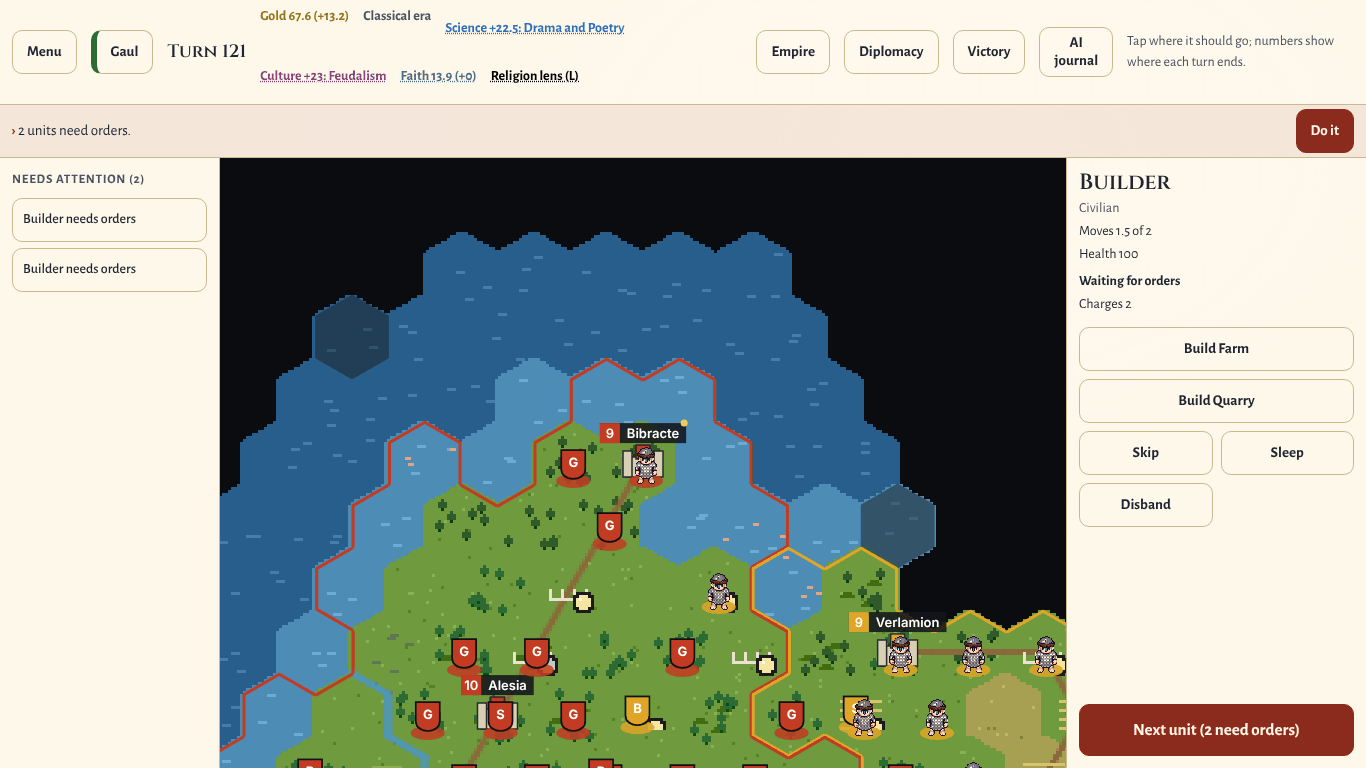 Menu
Gaul
Turn 121
Gold 67.6 (+13.2)
Classical era
Science +22.5: Drama and Poetry
Culture +23: Feudalism
Faith 13.9 (+0)
Religion lens (L)
Empire
Diplomacy
Victory
AI journal
Tap where it should go; numbers show
where each turn ends.
› 2 units need orders.
Do it
NEEDS ATTENTION (2)
Builder needs orders
Builder needs orders
9 Bibracte
G
G
9 Verlamion
G
G
G
10 Alesia
G
S
G
B
G
Builder
Civilian
Moves 1.5 of 2
Health 100
Waiting for orders
Charges 2
Build Farm
Build Quarry
Skip
Sleep
Disband
Next unit (2 need orders)